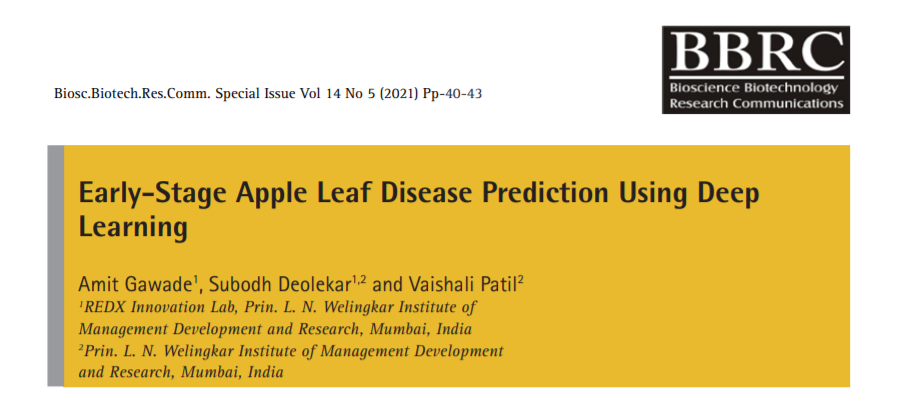 BBRC
Bioscience Biotechnology
Research Communications
Biosc.Biotech.Res.Comm. Special Issue Vol 14 No 5 (2021) Pp-40-43
Early-Stage Apple Leaf Disease Prediction Using Deep
Learning
Amit Gawade¹, Subodh Deolekar¹,² and Vaishali Patil²
¹REDX Innovation Lab, Prin. L. N. Welingkar Institute of
Management Development and Research, Mumbai, India
²Prin. L. N. Welingkar Institute of Management Development
and Research, Mumbai, India